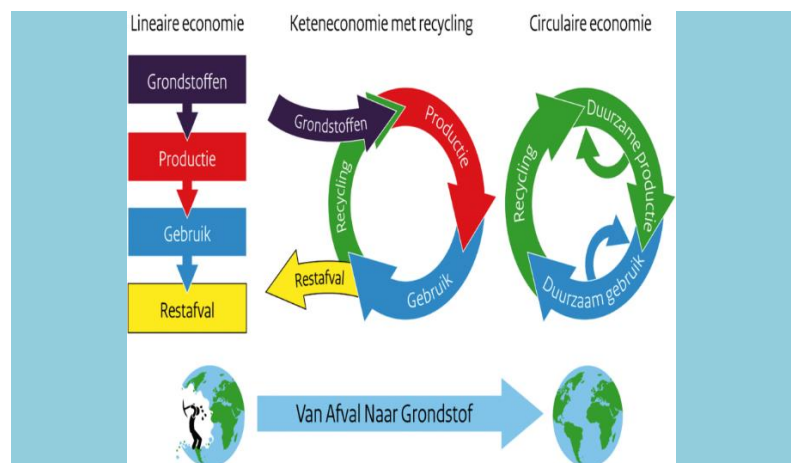 Lineaire economie
Grondstoffen
Productie
Gebruik
Restafval
Keteneconomie met recycling
Grondstoffen
Productie
Recycling
Restafval
Gebruik
Circulaire economie
Duurzame productie
Recycling
Duurzaam gebruik
Van Afval Naar Grondstof